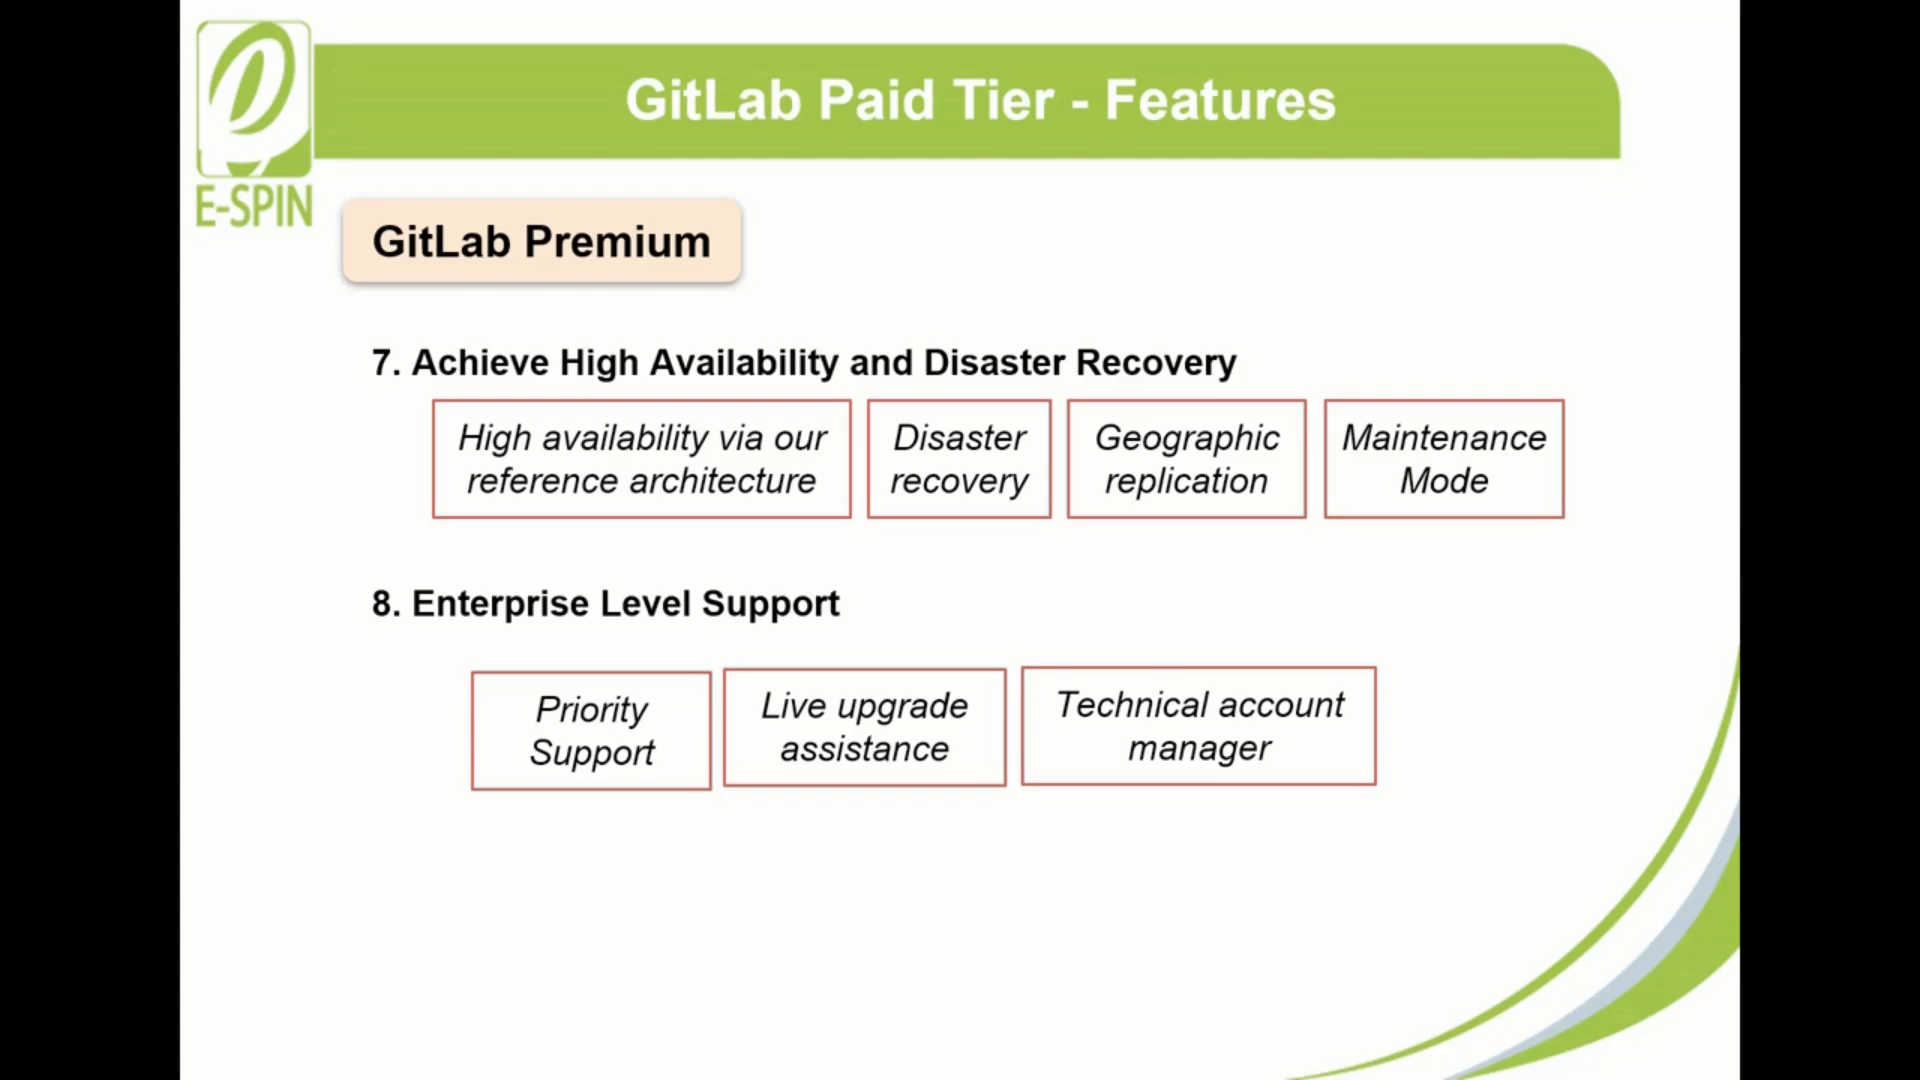 GitLab Paid Tier - Features
E-SPIN
GitLab Premium
7. Achieve High Availability and Disaster Recovery
High availability via our
reference architecture
Disaster
recovery
Geographic
replication
Maintenance
Mode
8. Enterprise Level Support
Priority
Support
Live upgrade
assistance
Technical account
manager